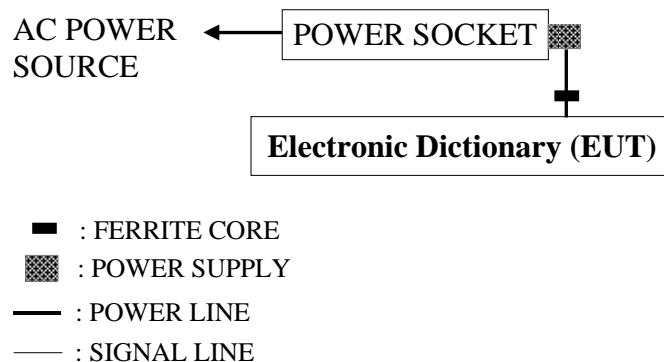 AC POWER
SOURCE
POWER SOCKET
Electronic Dictionary (EUT)
: FERRITE CORE
: POWER SUPPLY
: POWER LINE
: SIGNAL LINE